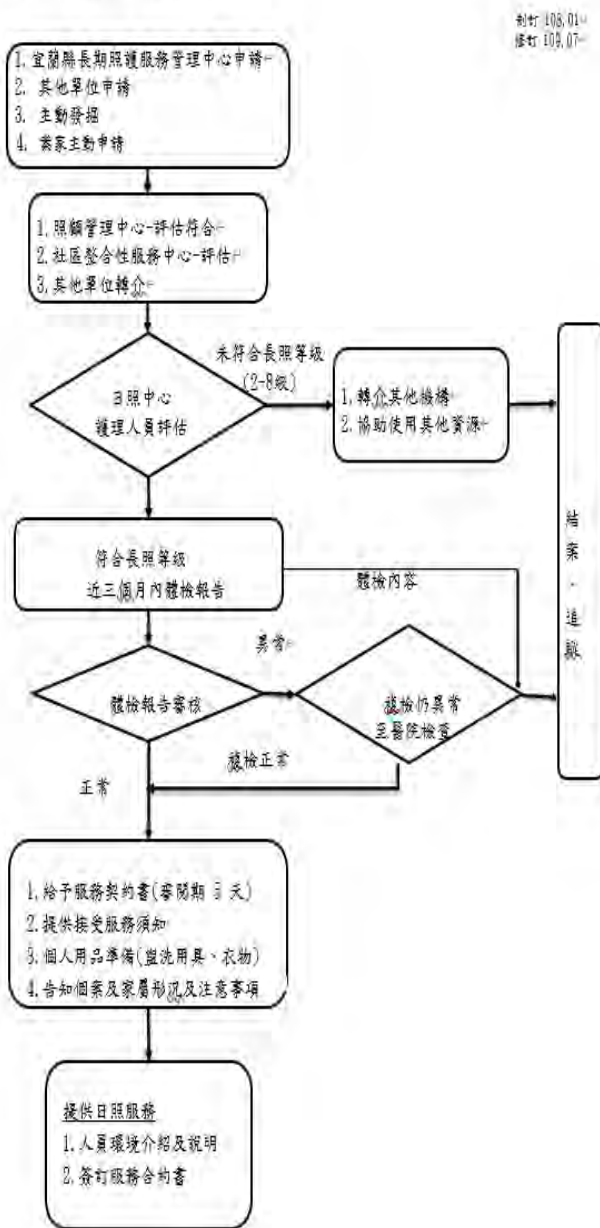 制訂 108.01
修訂 109.07
1. 宜蘭縣長期照護服務管理中心申請
2. 其他單位申請
3. 主動發掘
4. 案家主動申請
1. 照顧管理中心-評估符合
2. 社區整合性服務中心-評估
3. 其他單位轉介
日照中心
護理人員評估
未符合長照等級
(2-8級)
1. 轉介其他機構
2. 協助使用其他資源
結案、追蹤
符合長照等級
近三個月內體檢報告
體檢內容
異常
體檢報告審核
複檢仍異常
至醫院檢查
複檢正常
正常
1. 給予服務契約書(審閱期 5 天)
2. 提供接受服務須知
3. 個人用品準備(盥洗用具、衣物)
4. 告知個案及家屬形況及注意事項
提供日照服務
1. 人員環境介紹及說明
2. 簽訂服務合約書